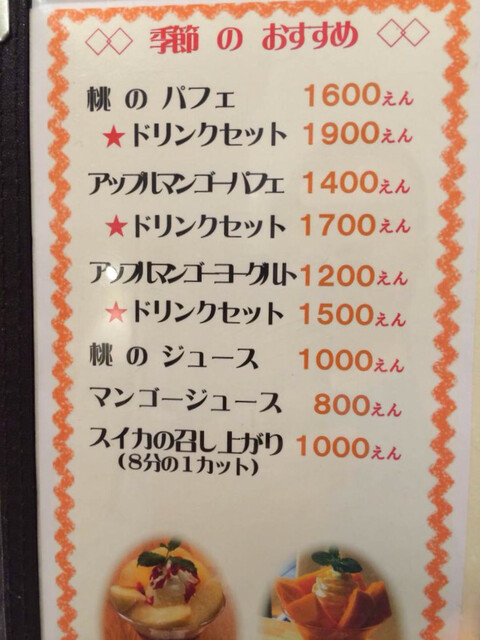 季節 の おすすめ
桃 の パフェ 1600えん
★ドリンクセット 1900えん
アップルマンゴーパフェ 1400えん
★ドリンクセット 1700えん
アップルマンゴーヨーグルト 1200えん
★ドリンクセット 1500えん
桃 の ジュース 1000えん
マンゴージュース 800えん
スイカの召し上がり 1000えん
(8分の1カット)